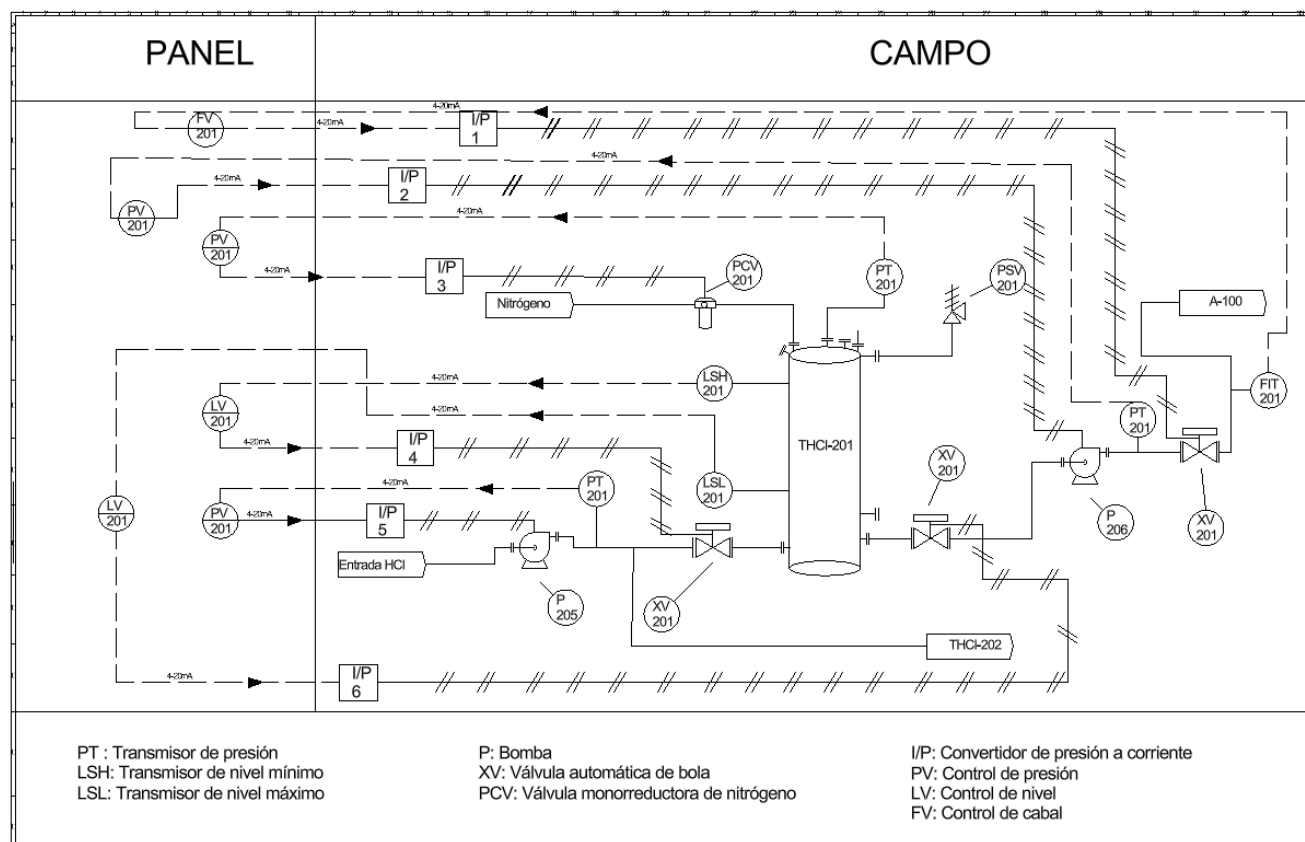 PANEL
CAMPO
4-20mA
FV
201
4-20mA
I/P
1
4-20mA
I/P
2
PV
201
4-20mA
4-20mA
PV
201
4-20mA
I/P
3
PCV
201
PT
201
PSV
201
Nitrógeno
A-100
4-20mA
LSH
201
FIT
201
LV
201
4-20mA
4-20mA
I/P
4
THCl-201
PT
201
XV
201
4-20mA
PT
201
LSL
201
LV
201
PV
201
4-20mA
I/P
5
P
206
XV
201
Entrada HCl
P
205
XV
201
THCl-202
4-20mA
I/P
6
PT : Transmisor de presión
LSH: Transmisor de nivel mínimo
LSL: Transmisor de nivel máximo
P: Bomba
XV: Válvula automática de bola
PCV: Válvula monorreductora de nitrógeno
I/P: Convertidor de presión a corriente
PV: Control de presión
LV: Control de nivel
FV: Control de cabal